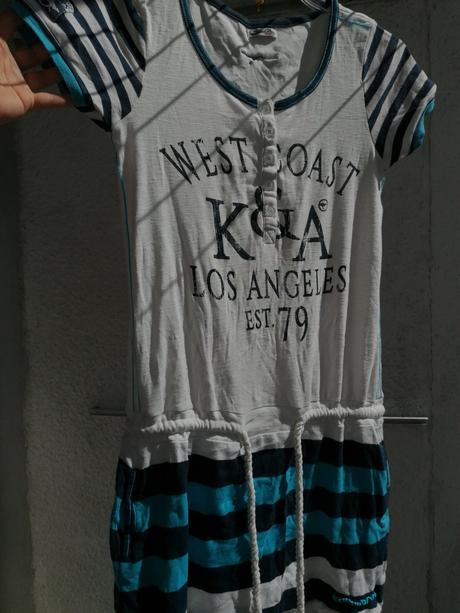 WEST COAST
K&A
LOS ANGELES
EST. 79